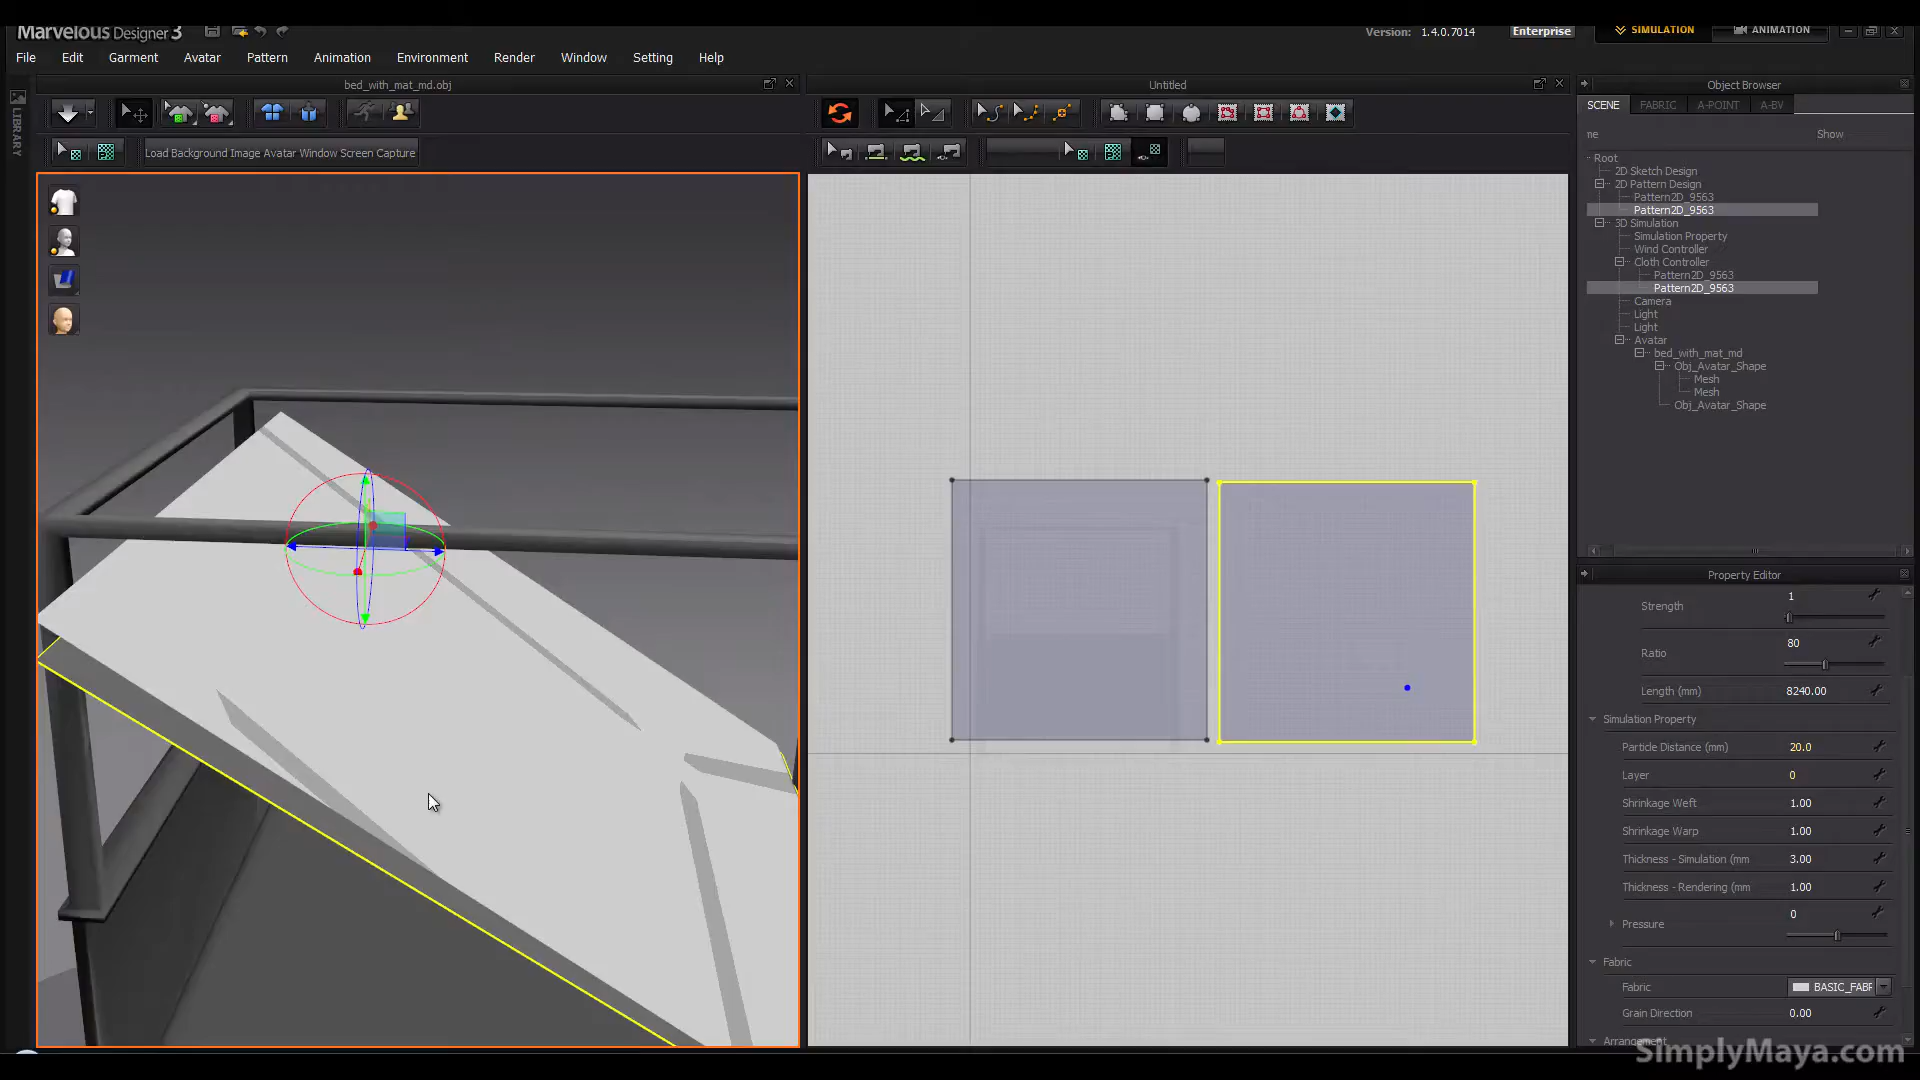 Marvelous Designer 3
Version: 1.4.0.7014
Enterprise
SIMULATION
ANIMATION
File Edit Garment Avatar Pattern Animation Environment Render Window Setting Help
bed_with_mat_md.obj
Untitled
Object Browser
LIBRARY
SCENE FABRIC A-POINT A-BV
Load Background Image Avatar Window Screen Capture
me Show
Root
2D Sketch Design
2D Pattern Design
Pattern2D_9563
Pattern2D_9563
3D Simulation
Simulation Property
Wind Controller
Cloth Controller
Pattern2D_9563
Pattern2D_9563
Camera
Light
Light
Avatar
bed_with_mat_md
Obj_Avatar_Shape
Mesh
Mesh
Obj_Avatar_Shape
Property Editor
Strength 1
Ratio 80
Length (mm) 8240.00
Simulation Property
Particle Distance (mm) 20.0
Layer 0
Shrinkage Weft 1.00
Shrinkage Warp 1.00
Thickness - Simulation (mm 3.00
Thickness - Rendering (mm 1.00
Pressure 0
Fabric
Fabric BASIC_FABR
Grain Direction 0.00
Arrangement
SimplyMaya.com